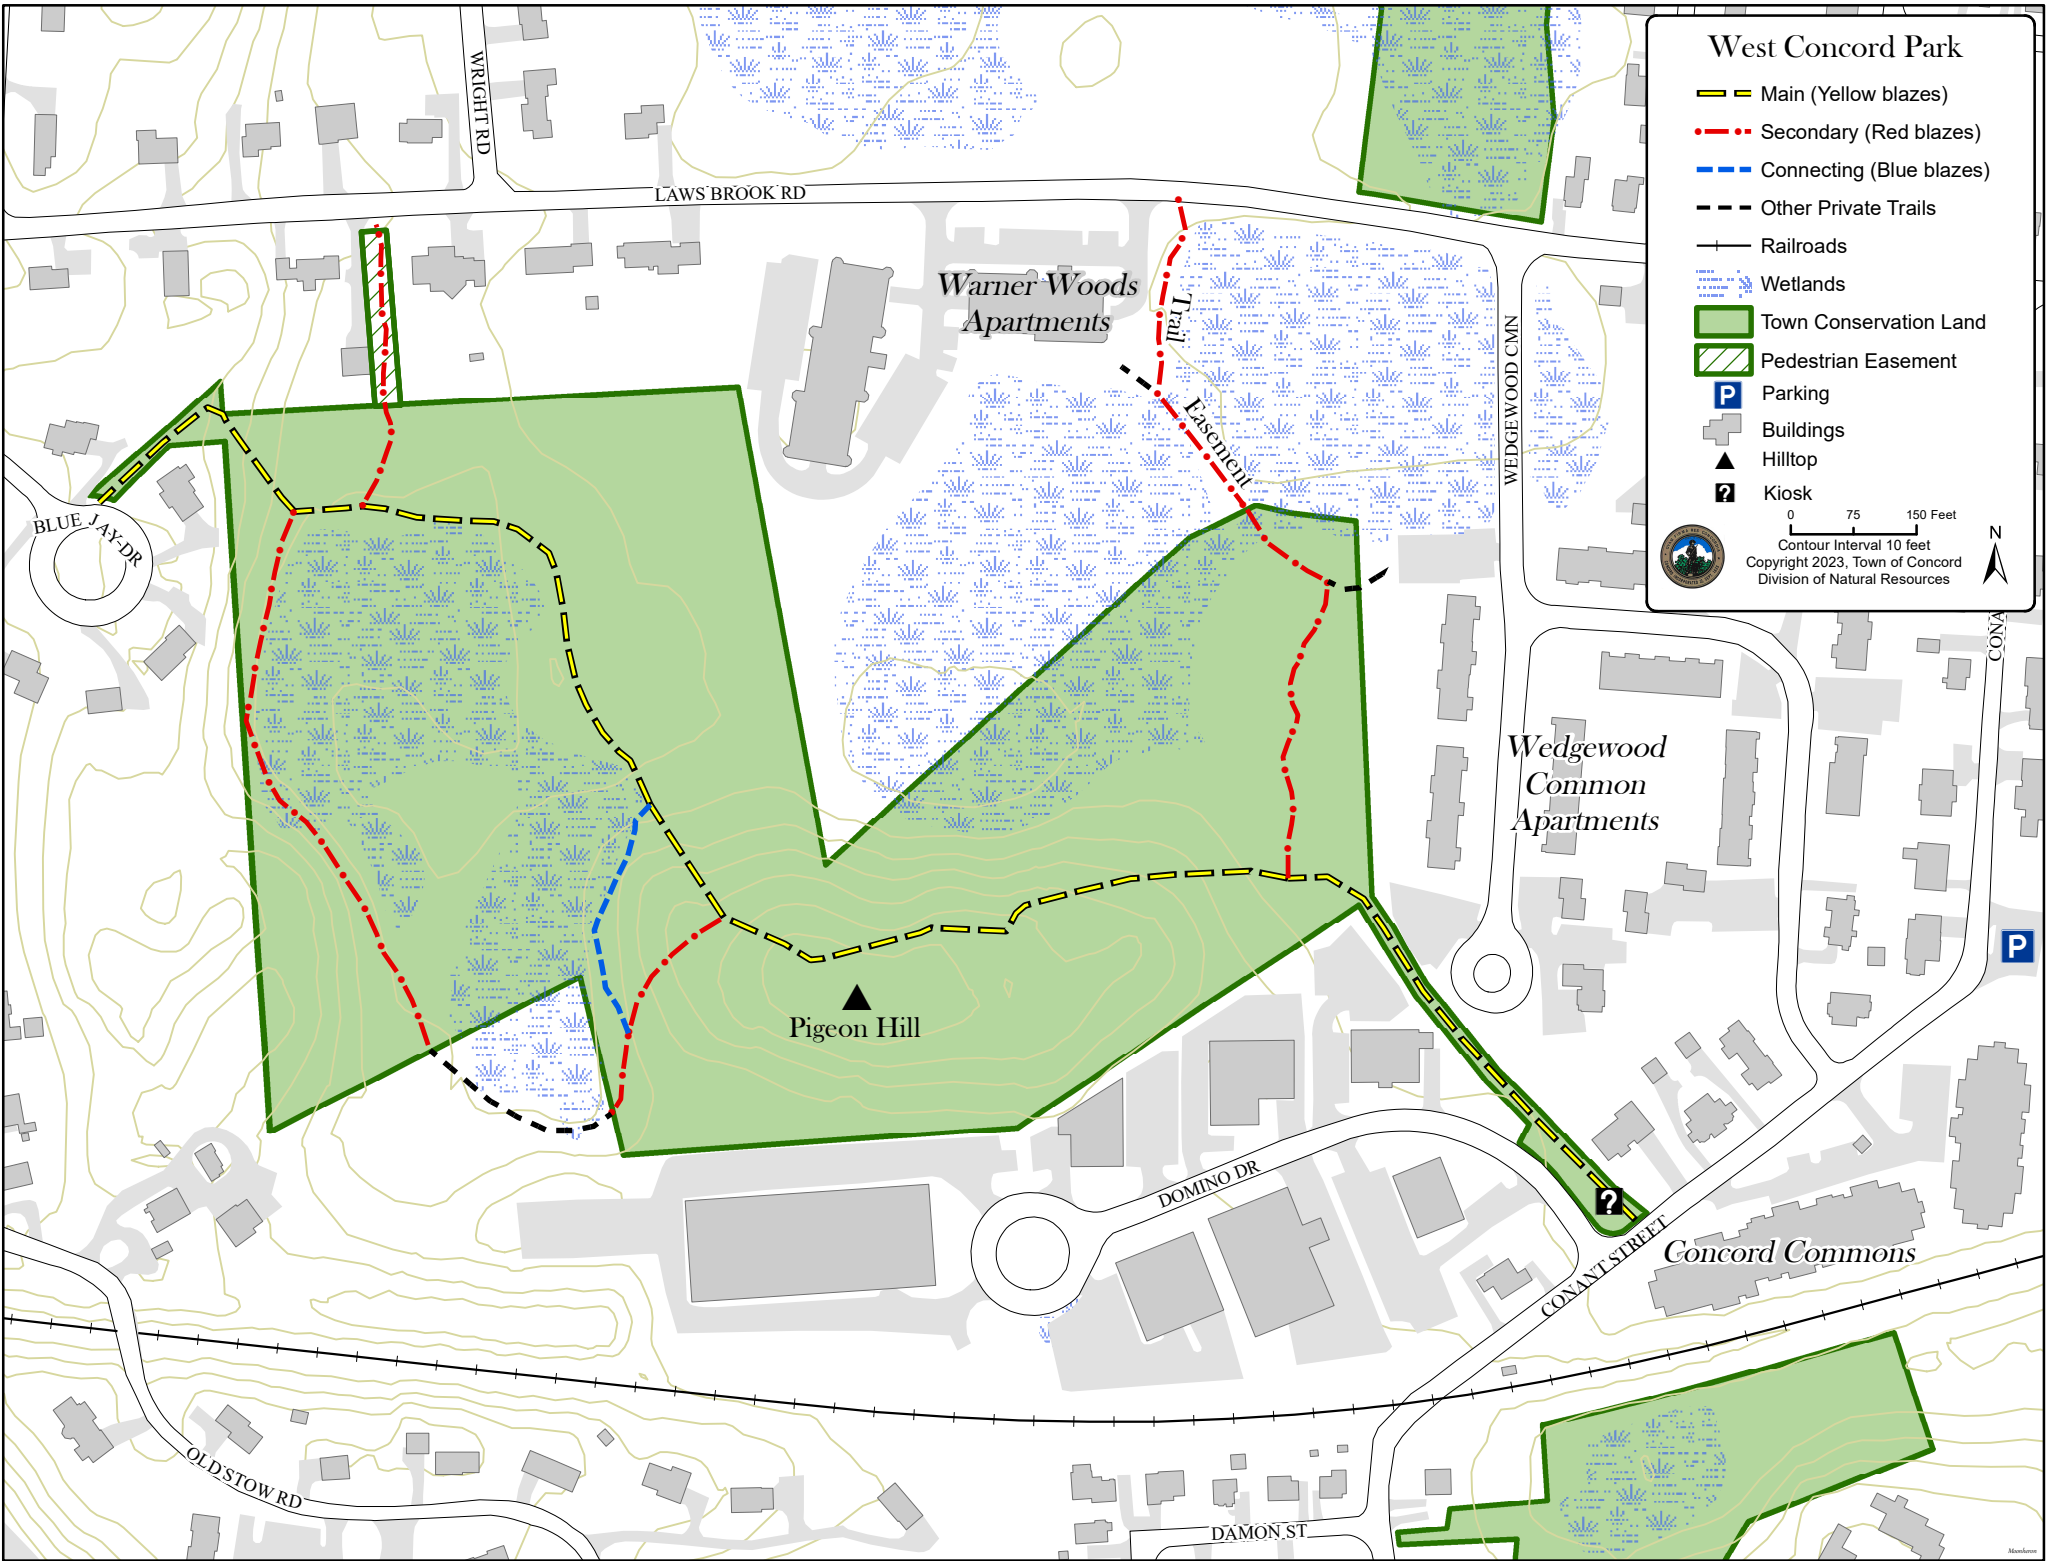 West Concord Park
Main (Yellow blazes)
Secondary (Red blazes)
Connecting (Blue blazes)
Other Private Trails
Railroads
Wetlands
Town Conservation Land
Pedestrian Easement
P Parking
Buildings
Hilltop
? Kiosk
0 75 150 Feet
Contour Interval 10 feet
Copyright 2023, Town of Concord
Division of Natural Resources
N
WRIGHT RD
LAWS BROOK RD
Warner Woods
Apartments
Trail
Easement
WEDGEWOOD CMN
BLUE JAY DR
CONA
Wedgewood
Common
Apartments
P
Pigeon Hill
DOMINO DR
?
CONANT STREET
Concord Commons
OLD STOW RD
DAMON ST